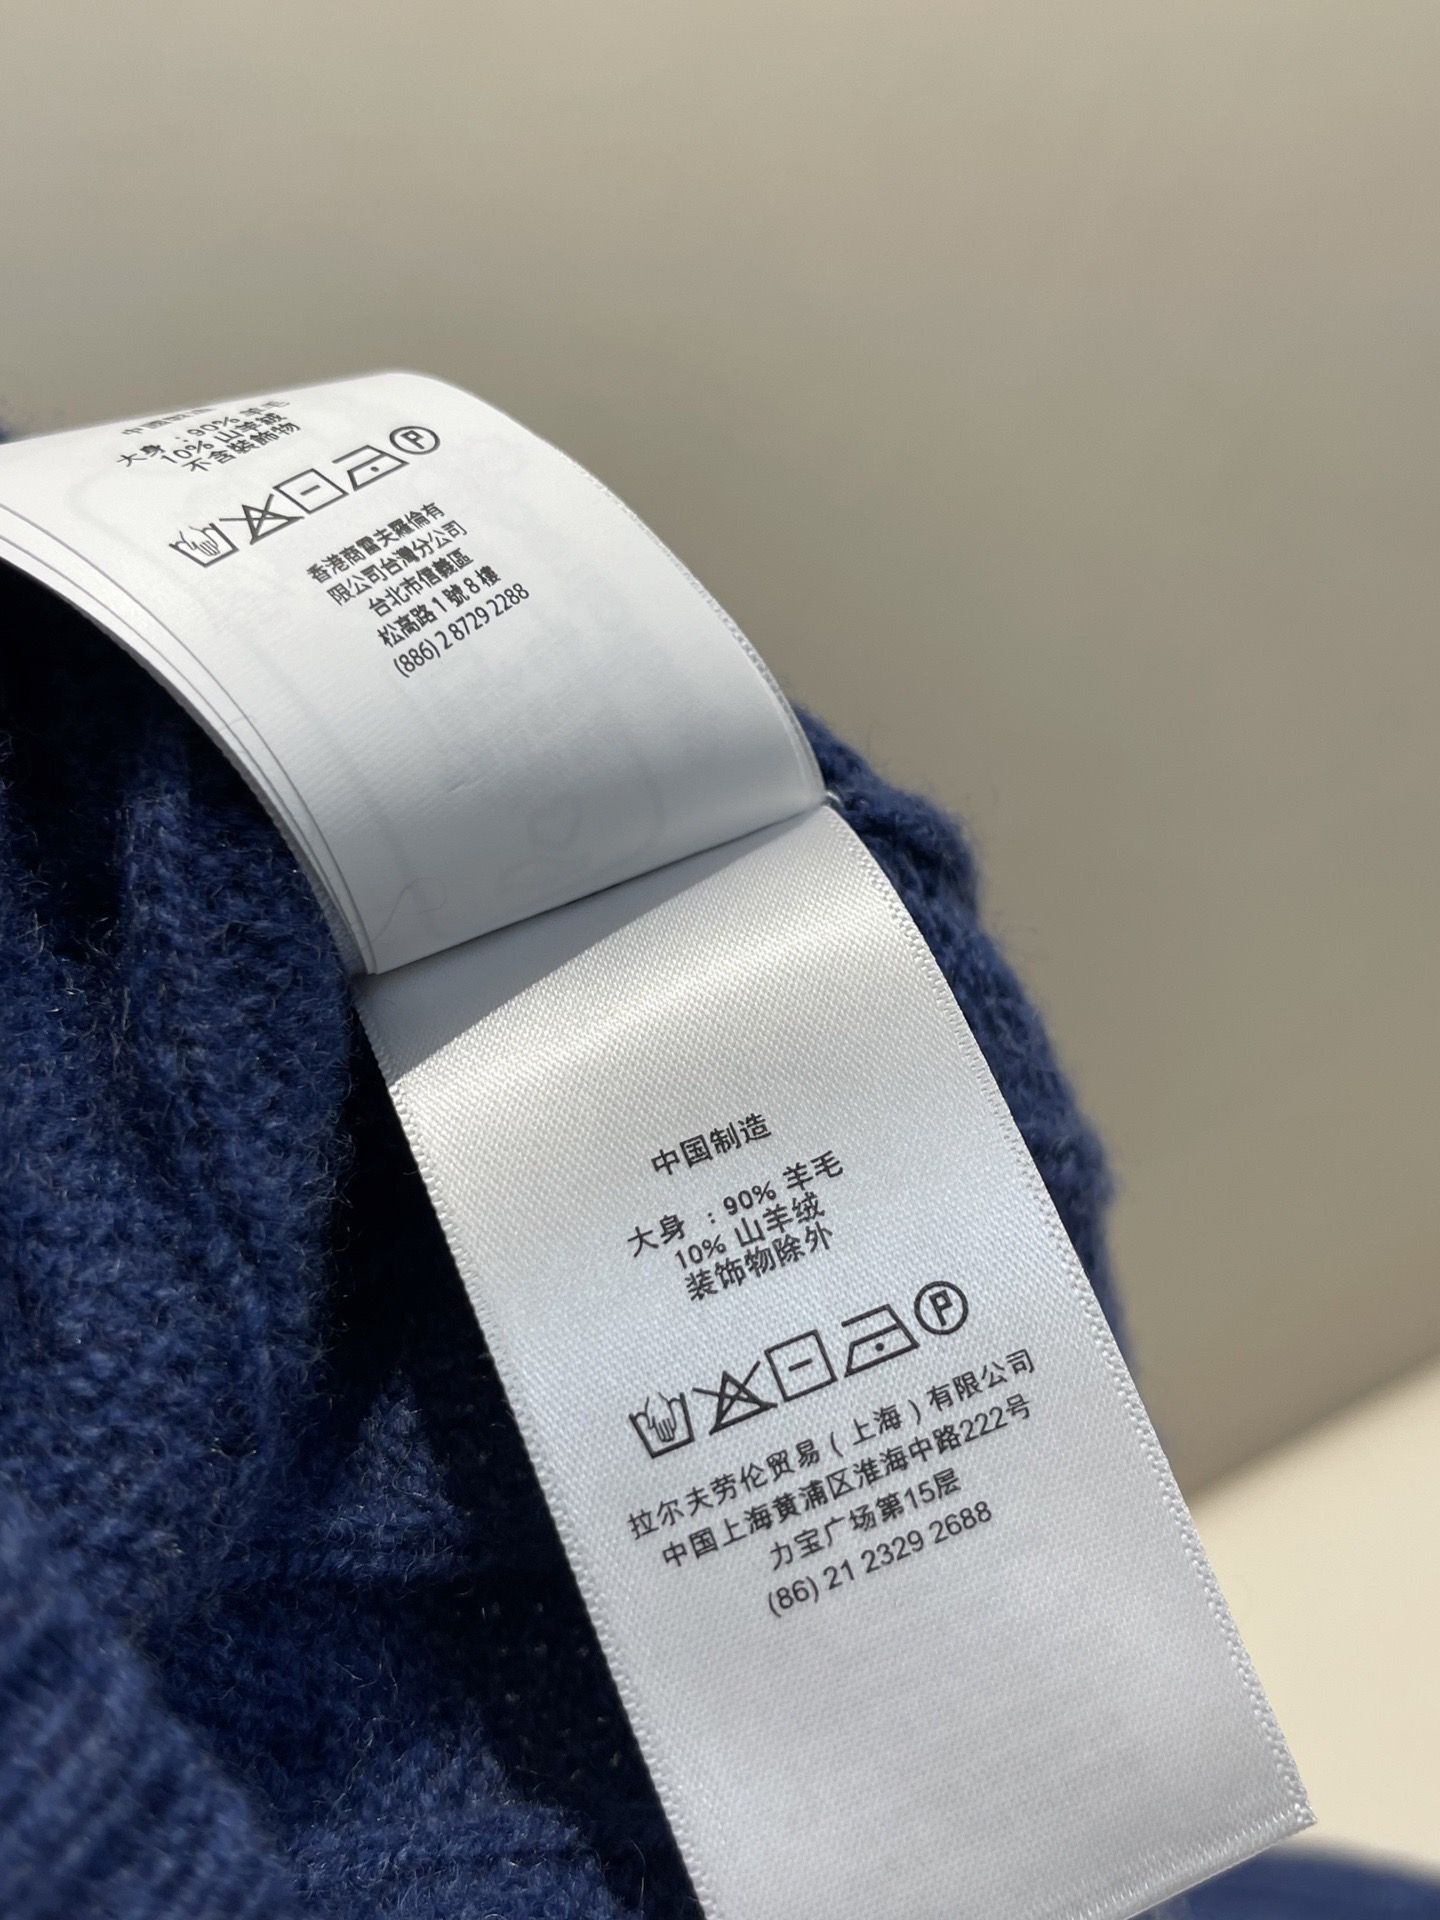 中國製造
大身 : 90% 羊毛
10% 山羊絨
不含裝飾物
P
香港商雷夫羅倫有
限公司台灣分公司
台北市信義區
松高路 1 號 8 樓
(886) 2 8729 2288
中国制造
大身 : 90% 羊毛
10% 山羊绒
装饰物除外
P
拉尔夫劳伦贸易 ( 上海 ) 有限公司
中国上海黄浦区淮海中路222号
力宝广场第15层
(86) 21 2329 2688